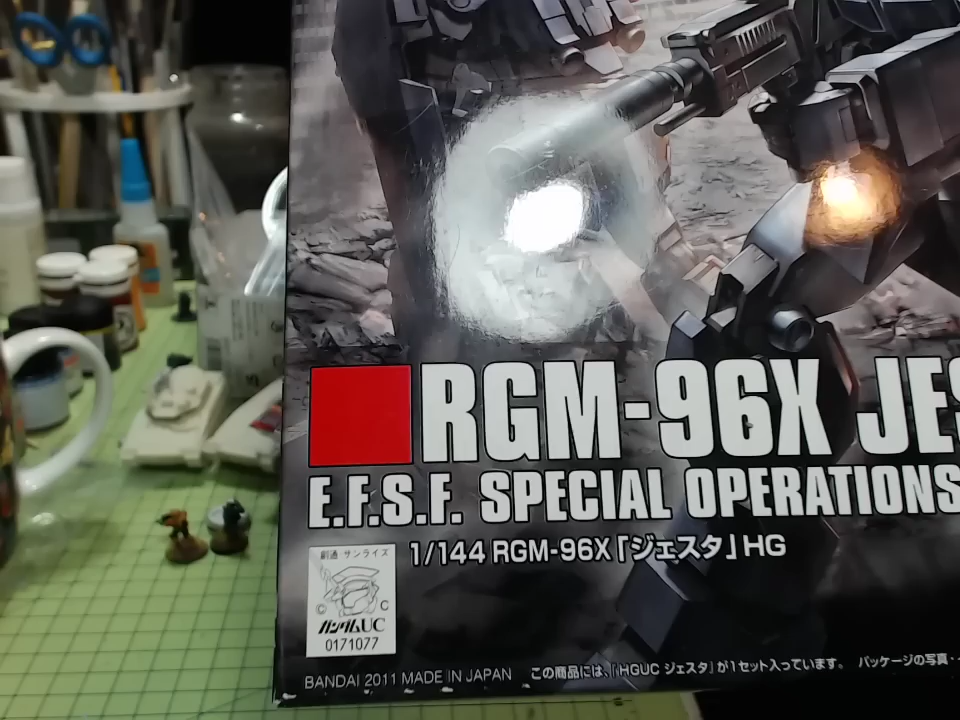 RGM-96X JES
E.F.S.F. SPECIAL OPERATIONS
1/144 RGM-96X「ジェスタ」HG
創通 サンライズ
© C
ガンダムUC
0171077
BANDAI 2011 MADE IN JAPAN この商品には、「HGUC ジェスタ」が1セット入っています。 パッケージの写真・